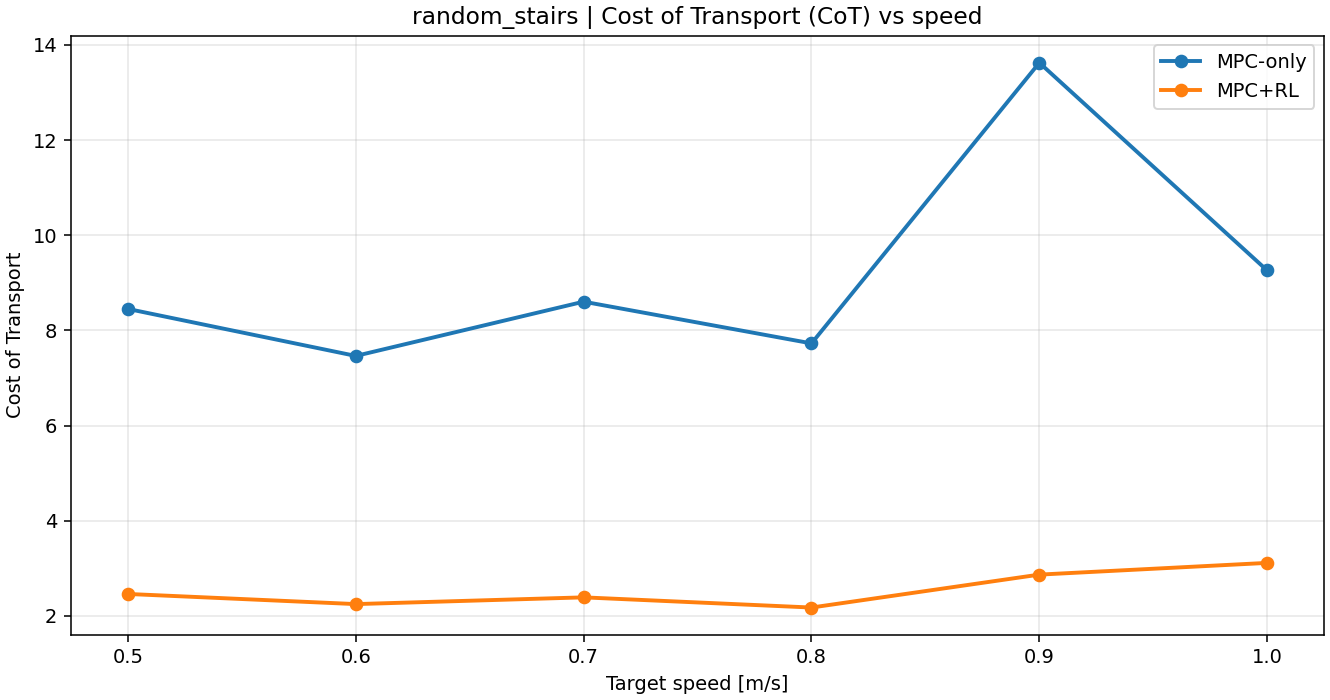 random_stairs | Cost of Transport (CoT) vs speed
MPC-only
MPC+RL
Cost of Transport
14
12
10
8
6
4
2
0.5 0.6 0.7 0.8 0.9 1.0
Target speed [m/s]